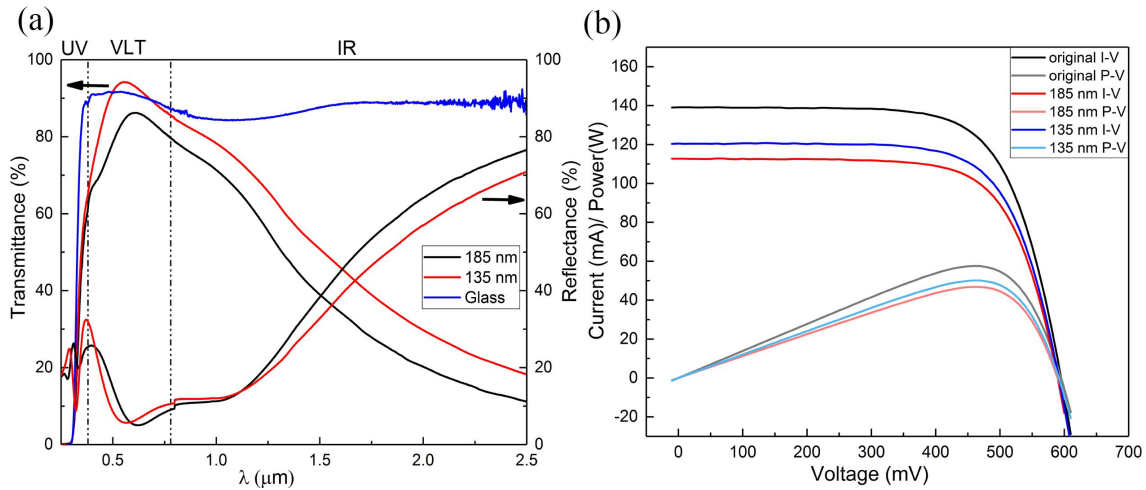 (a)
UV VLT IR
100 100
80 80
60 60
40 40
20 20
0 0
0.5 1.0 1.5 2.0 2.5
Transmittance (%)
Reflectance (%)
λ (μm)
185 nm
135 nm
Glass
(b)
160
140
120
100
80
60
40
20
0
-20
0 100 200 300 400 500 600 700
Current (mA)/ Power(W)
Voltage (mV)
original I-V
original P-V
185 nm I-V
185 nm P-V
135 nm I-V
135 nm P-V